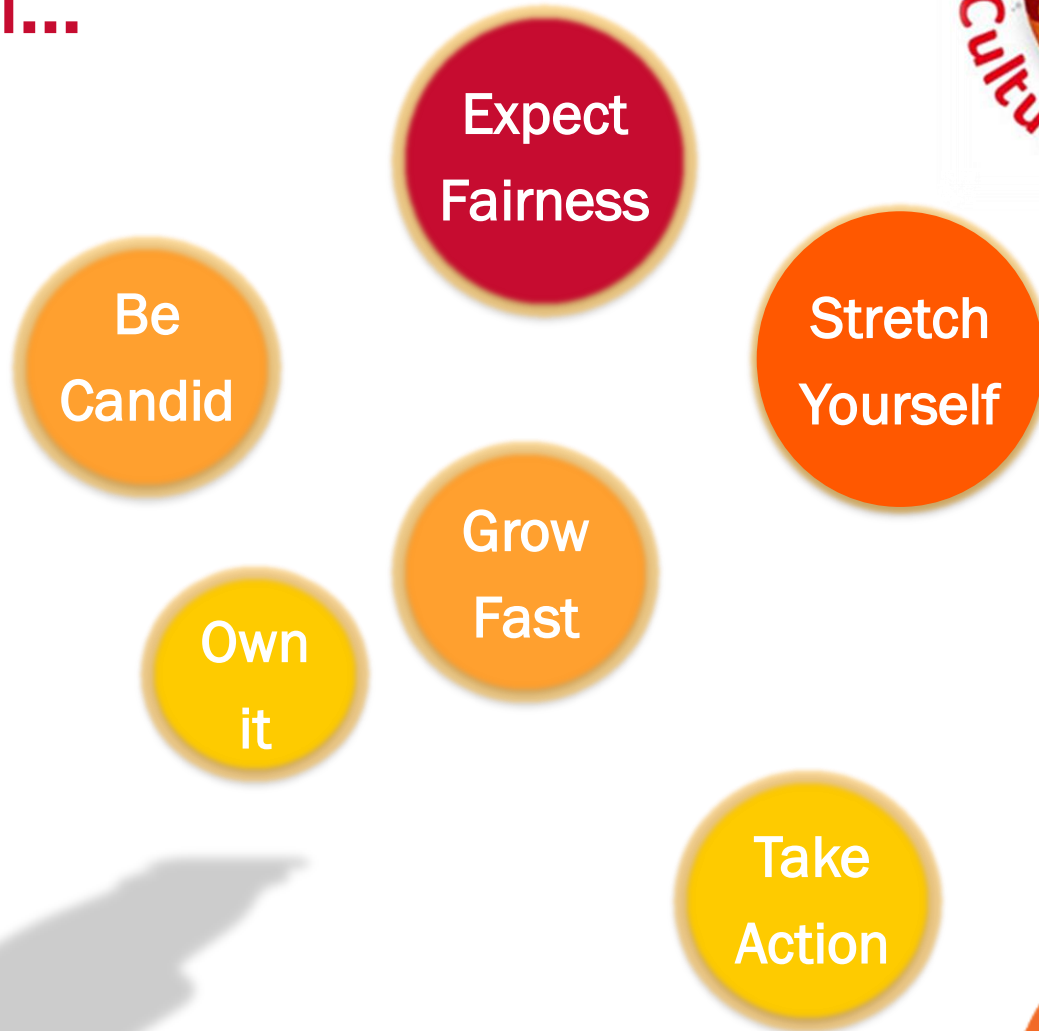 Expect
Fairness
Be
Candid
Stretch
Yourself
Grow
Fast
Own
it
Take
Action